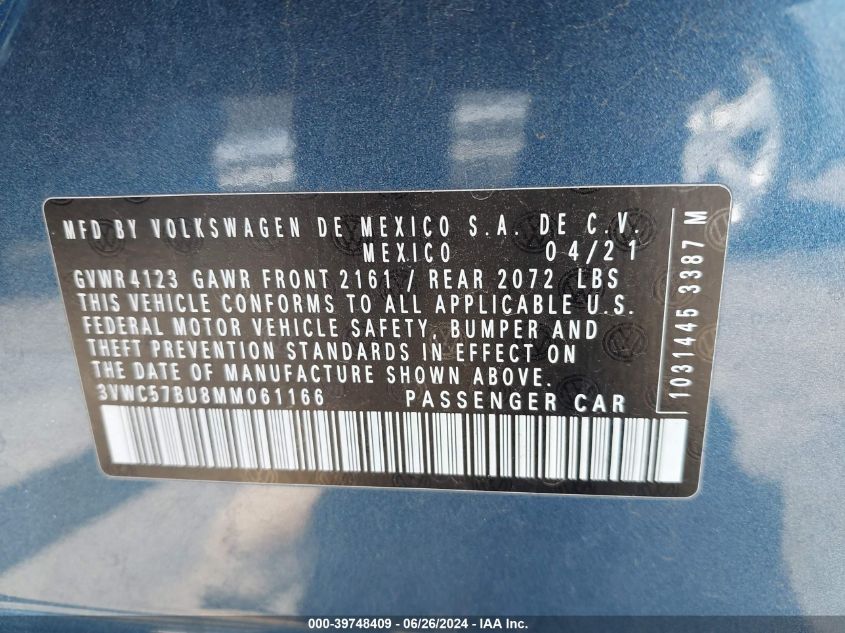 MFD BY VOLKSWAGEN DE MEXICO S.A. DE C.V.
MEXICO 04/21
GVWR4123 GAWR FRONT 2161 / REAR 2072 LBS
THIS VEHICLE CONFORMS TO ALL APPLICABLE U.S.
FEDERAL MOTOR VEHICLE SAFETY, BUMPER AND
THEFT PREVENTION STANDARDS IN EFFECT ON
THE DATE OF MANUFACTURE SHOWN ABOVE.
3VWC57BU8MM061166 PASSENGER CAR
1031445 3387 M
000-39748409 - 06/26/2024 - IAA Inc.